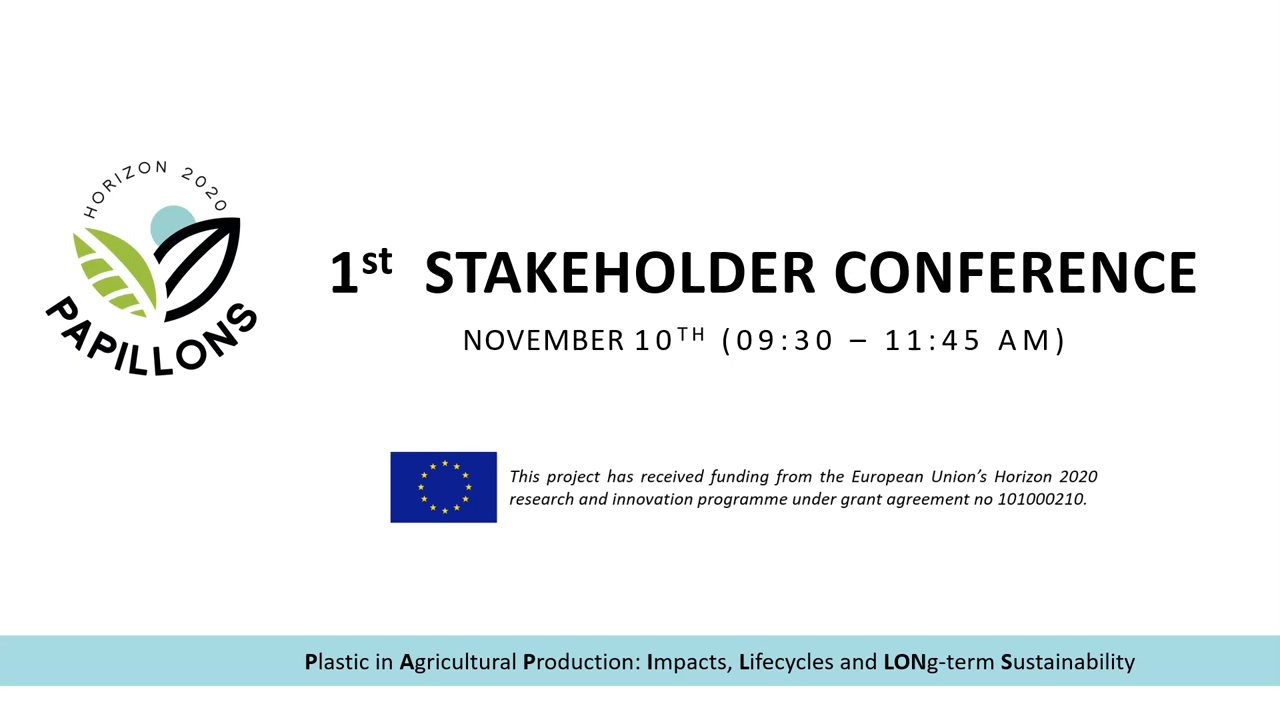 HORIZON 2020
PAPILLONS
1st STAKEHOLDER CONFERENCE
NOVEMBER 10TH (09:30 – 11:45 AM)
This project has received funding from the European Union’s Horizon 2020
research and innovation programme under grant agreement no 101000210.
Plastic in Agricultural Production: Impacts, Lifecycles and LONg-term Sustainability